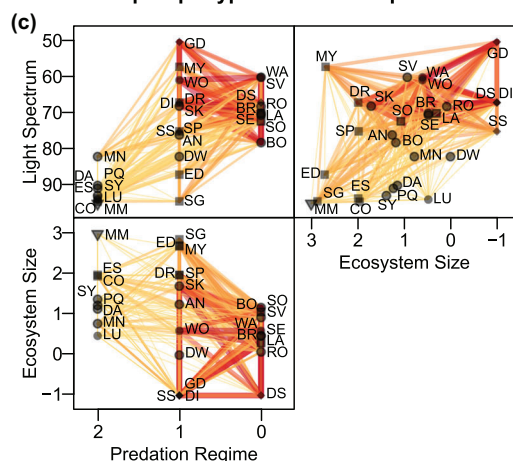 (c)
50
60
70
80
90
Light Spectrum
GD
MY
WO
DI
DR
SK
SS
SP
AN
DW
ED
SG
MN
DA
PQ
ES
SY
LU
CO
MM
WA
SV
DS
RO
BR
LA
SE
SO
BO
MY
SV
WA
WO
GD
DR
SK
BR
RO
DS
DI
SO
SE
LA
SS
SP
AN
BO
MN
DW
ED
DA
ES
PQ
LU
SG
MM
CO
SY
3
2
1
0
−1
Ecosystem Size
3
2
1
0
−1
Ecosystem Size
MM
ES
CO
SY
PQ
DA
MN
LU
SG
ED
MY
DR
SP
SK
AN
WO
DW
GD
SS
DI
SO
BO
SV
WA
SE
BR
LA
RO
DS
2
1
0
Predation Regime